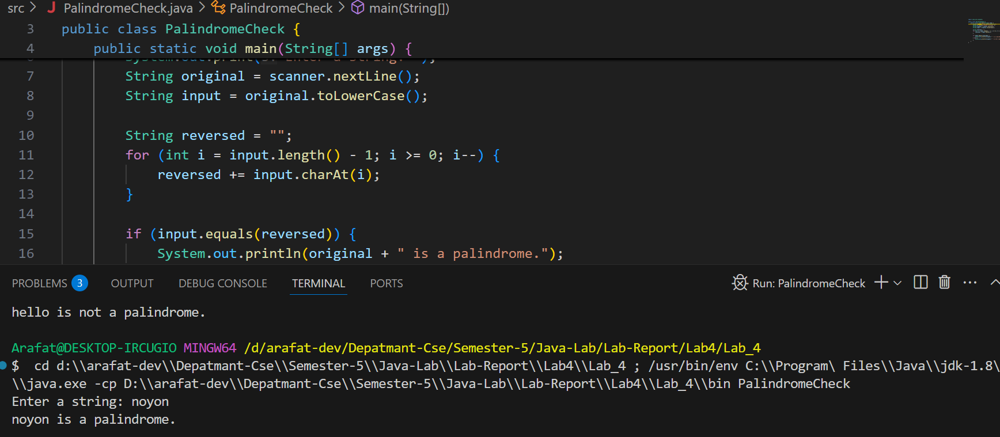 src > PalindromeCheck.java > PalindromeCheck > main(String[])
3 public class PalindromeCheck {
4 public static void main(String[] args) {
7 String original = scanner.nextLine();
8 String input = original.toLowerCase();
9
10 String reversed = "";
11 for (int i = input.length() - 1; i >= 0; i--) {
12 reversed += input.charAt(i);
13 }
14
15 if (input.equals(reversed)) {
16 System.out.println(original + " is a palindrome.");
PROBLEMS 3 OUTPUT DEBUG CONSOLE TERMINAL PORTS Run: PalindromeCheck
hello is not a palindrome.
Arafat@DESKTOP-IRCUGIO MINGW64 /d/arafat-dev/Depatmant-Cse/Semester-5/Java-Lab/Lab-Report/Lab4/Lab_4
$ cd d:\\arafat-dev\\Depatmant-Cse\\Semester-5\\Java-Lab\\Lab-Report\\Lab4\\Lab_4 ; /usr/bin/env C:\\Program\ Files\\Java\\jdk-1.8\
\\java.exe -cp D:\\arafat-dev\\Depatmant-Cse\\Semester-5\\Java-Lab\\Lab-Report\\Lab4\\Lab_4\\bin PalindromeCheck
Enter a string: noyon
noyon is a palindrome.